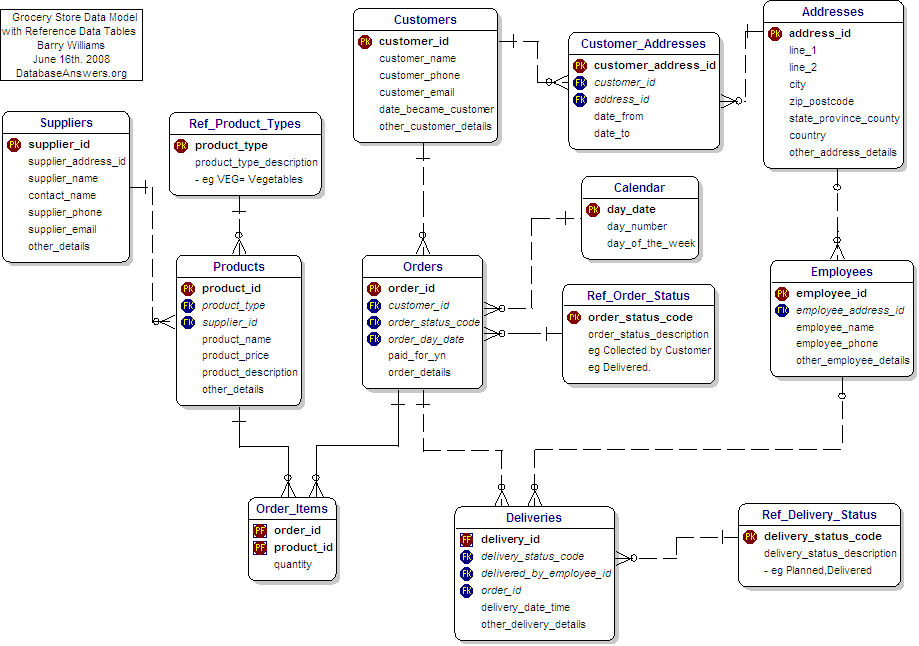 Grocery Store Data Model
with Reference Data Tables
Barry Williams
June 16th. 2008
DatabaseAnswers.org
Customers
PK customer_id
customer_name
customer_phone
customer_email
date_became_customer
other_customer_details
Customer_Addresses
PK customer_address_id
FK customer_id
FK address_id
date_from
date_to
Addresses
PK address_id
line_1
line_2
city
zip_postcode
state_province_county
country
other_address_details
Suppliers
PK supplier_id
supplier_address_id
supplier_name
contact_name
supplier_phone
supplier_email
other_details
Ref_Product_Types
PK product_type
product_type_description
- eg VEG= Vegetables
Calendar
PK day_date
day_number
day_of_the_week
Products
PK product_id
FK product_type
FK supplier_id
product_name
product_price
product_description
other_details
Orders
PK order_id
FK customer_id
FK order_status_code
FK order_day_date
paid_for_yn
order_details
Ref_Order_Status
PK order_status_code
order_status_description
eg Collected by Customer
eg Delivered.
Employees
PK employee_id
FK employee_address_id
employee_name
employee_phone
other_employee_details
Order_Items
PF order_id
PF product_id
quantity
Deliveries
PF delivery_id
FK delivery_status_code
FK delivered_by_employee_id
FK order_id
delivery_date_time
other_delivery_details
Ref_Delivery_Status
PK delivery_status_code
delivery_status_description
- eg Planned,Delivered